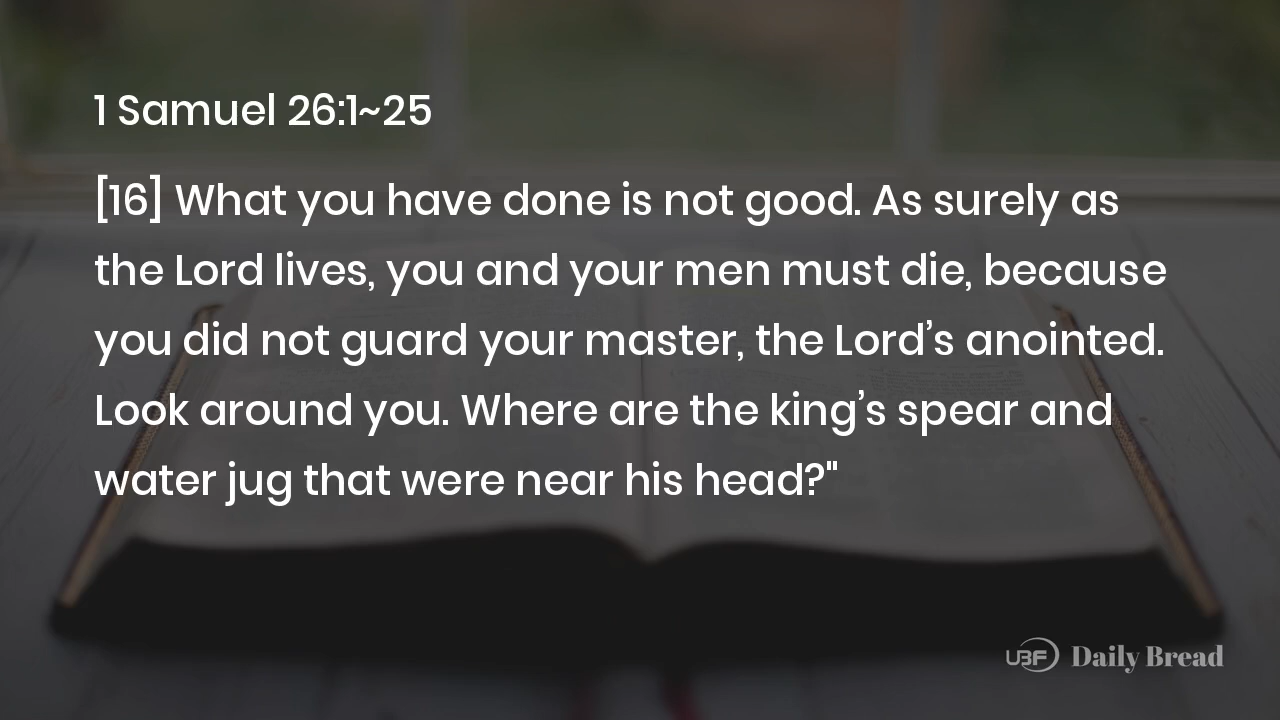 1 Samuel 26:1~25
[16] What you have done is not good. As surely as
the Lord lives, you and your men must die, because
you did not guard your master, the Lord’s anointed.
Look around you. Where are the king’s spear and
water jug that were near his head?"
UBF Daily Bread